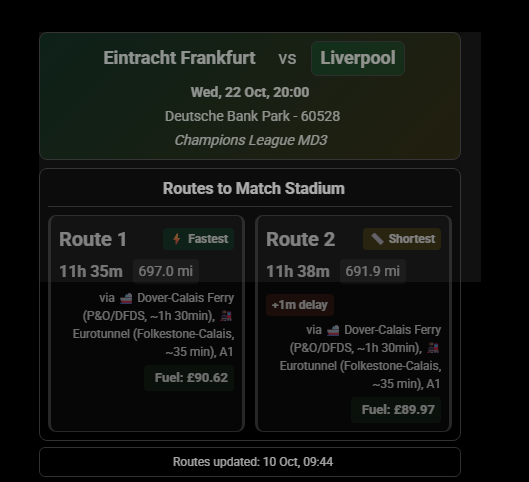 Eintracht Frankfurt vs Liverpool
Wed, 22 Oct, 20:00
Deutsche Bank Park - 60528
Champions League MD3
Routes to Match Stadium
Route 1 ⚡ Fastest
11h 35m 697.0 mi
via 🚢 Dover-Calais Ferry
(P&O/DFDS, ~1h 30min), 🚂
Eurotunnel (Folkestone-Calais,
~35 min), A1
Fuel: £90.62
Route 2 📏 Shortest
11h 38m 691.9 mi
+1m delay
via 🚢 Dover-Calais Ferry
(P&O/DFDS, ~1h 30min), 🚂
Eurotunnel (Folkestone-Calais,
~35 min), A1
Fuel: £89.97
Routes updated: 10 Oct, 09:44